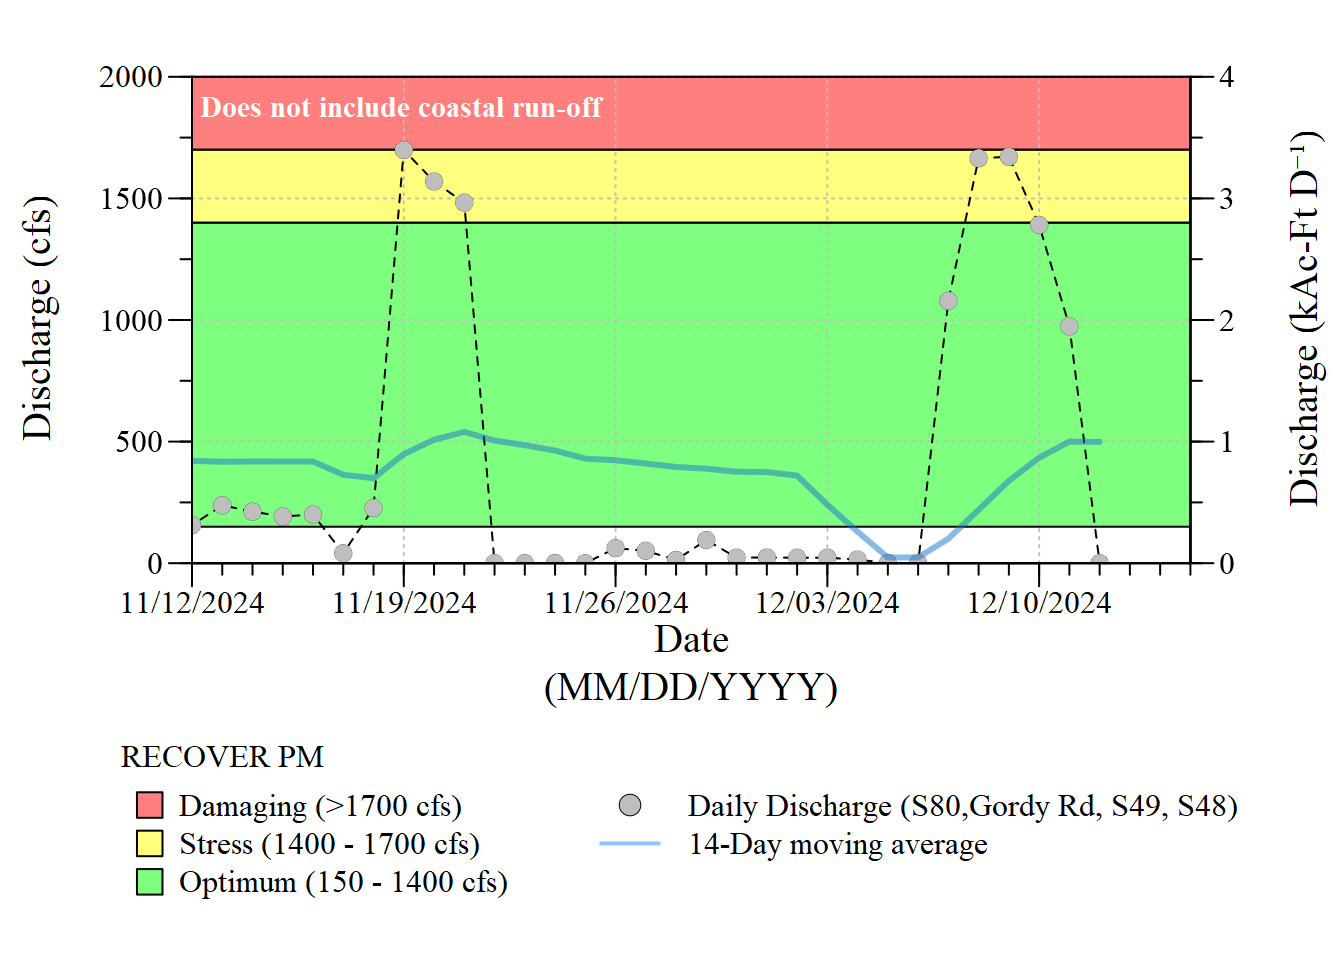 2000
1500
1000
500
0
4
3
2
1
0
Does not include coastal run-off
Discharge (cfs)
Discharge (kAc-Ft D⁻¹)
11/12/2024 11/19/2024 11/26/2024 12/03/2024 12/10/2024
Date
(MM/DD/YYYY)
RECOVER PM
Damaging (>1700 cfs)
Stress (1400 - 1700 cfs)
Optimum (150 - 1400 cfs)
Daily Discharge (S80,Gordy Rd, S49, S48)
14-Day moving average